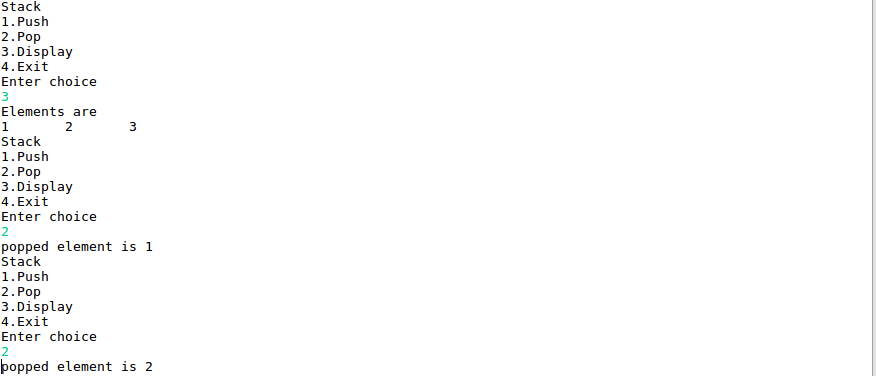 Stack
1.Push
2.Pop
3.Display
4.Exit
Enter choice
3
Elements are
1 2 3
Stack
1.Push
2.Pop
3.Display
4.Exit
Enter choice
2
popped element is 1
Stack
1.Push
2.Pop
3.Display
4.Exit
Enter choice
2
popped element is 2